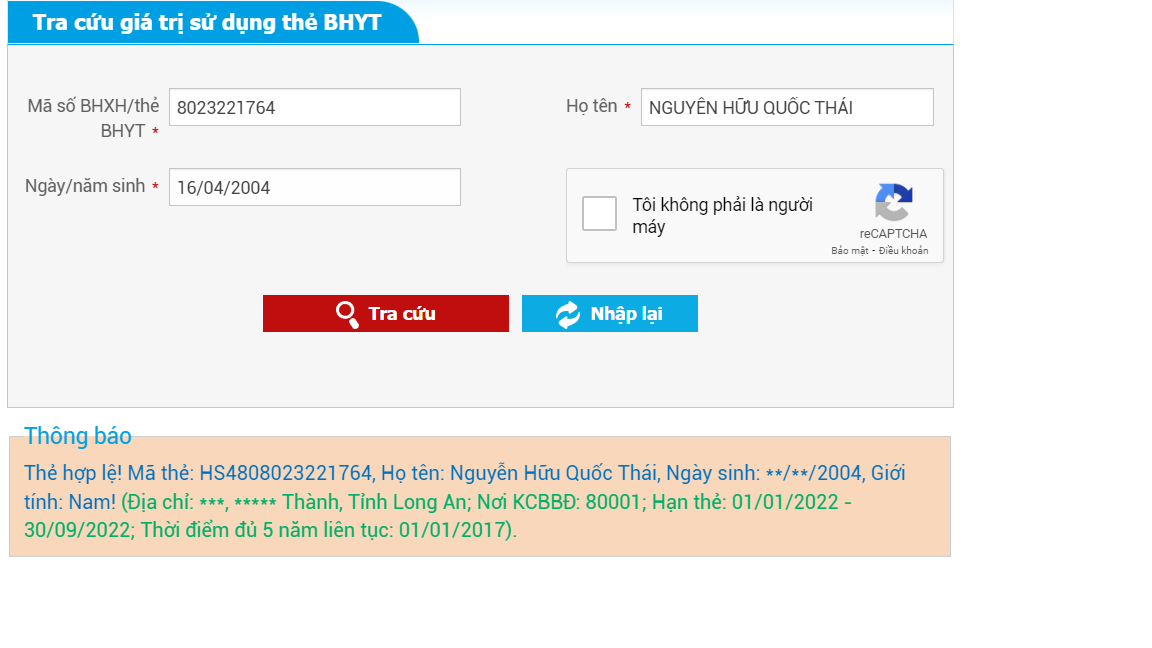 Tra cứu giá trị sử dụng thẻ BHYT
Mã số BHXH/thẻ
BHYT *
8023221764
Họ tên *
NGUYÊN HỮU QUỐC THÁI
Ngày/năm sinh *
16/04/2004
Tôi không phải là người
máy
reCAPTCHA
Bảo mật - Điều khoản
Tra cứu
Nhập lại
Thông báo
Thẻ hợp lệ! Mã thẻ: HS4808023221764, Họ tên: Nguyễn Hữu Quốc Thái, Ngày sinh: **/**/2004, Giới
tính: Nam! (Địa chỉ: ***, ***** Thành, Tỉnh Long An; Nơi KCBBĐ: 80001; Hạn thẻ: 01/01/2022 -
30/09/2022; Thời điểm đủ 5 năm liên tục: 01/01/2017).